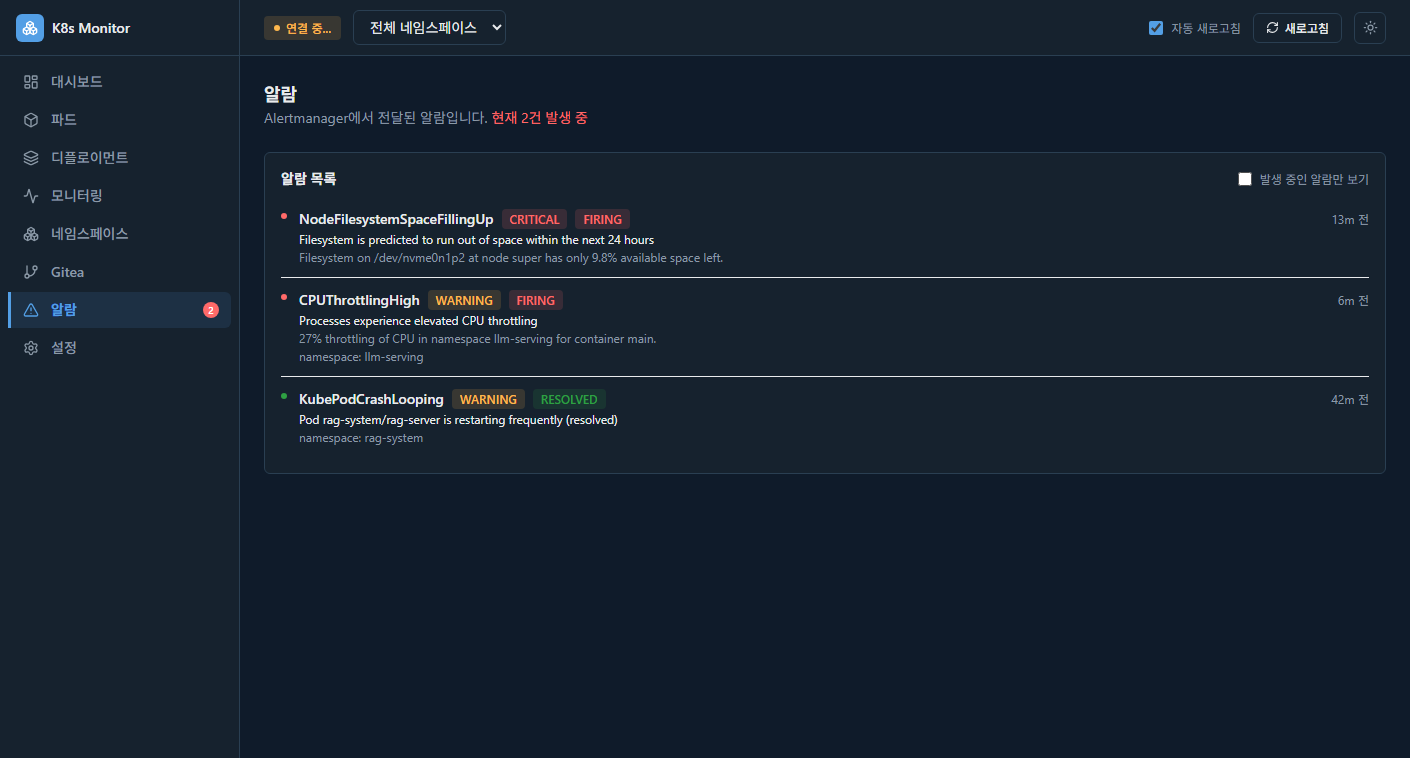 K8s Monitor
연결 중...
전체 네임스페이스
자동 새로고침
새로고침
대시보드
파드
디플로이먼트
모니터링
네임스페이스
Gitea
알람
2
설정
알람
Alertmanager에서 전달된 알람입니다. 현재 2건 발생 중
알람 목록
발생 중인 알람만 보기
NodeFilesystemSpaceFillingUp CRITICAL FIRING 13m 전
Filesystem is predicted to run out of space within the next 24 hours
Filesystem on /dev/nvme0n1p2 at node super has only 9.8% available space left.
CPUThrottlingHigh WARNING FIRING 6m 전
Processes experience elevated CPU throttling
27% throttling of CPU in namespace llm-serving for container main.
namespace: llm-serving
KubePodCrashLooping WARNING RESOLVED 42m 전
Pod rag-system/rag-server is restarting frequently (resolved)
namespace: rag-system